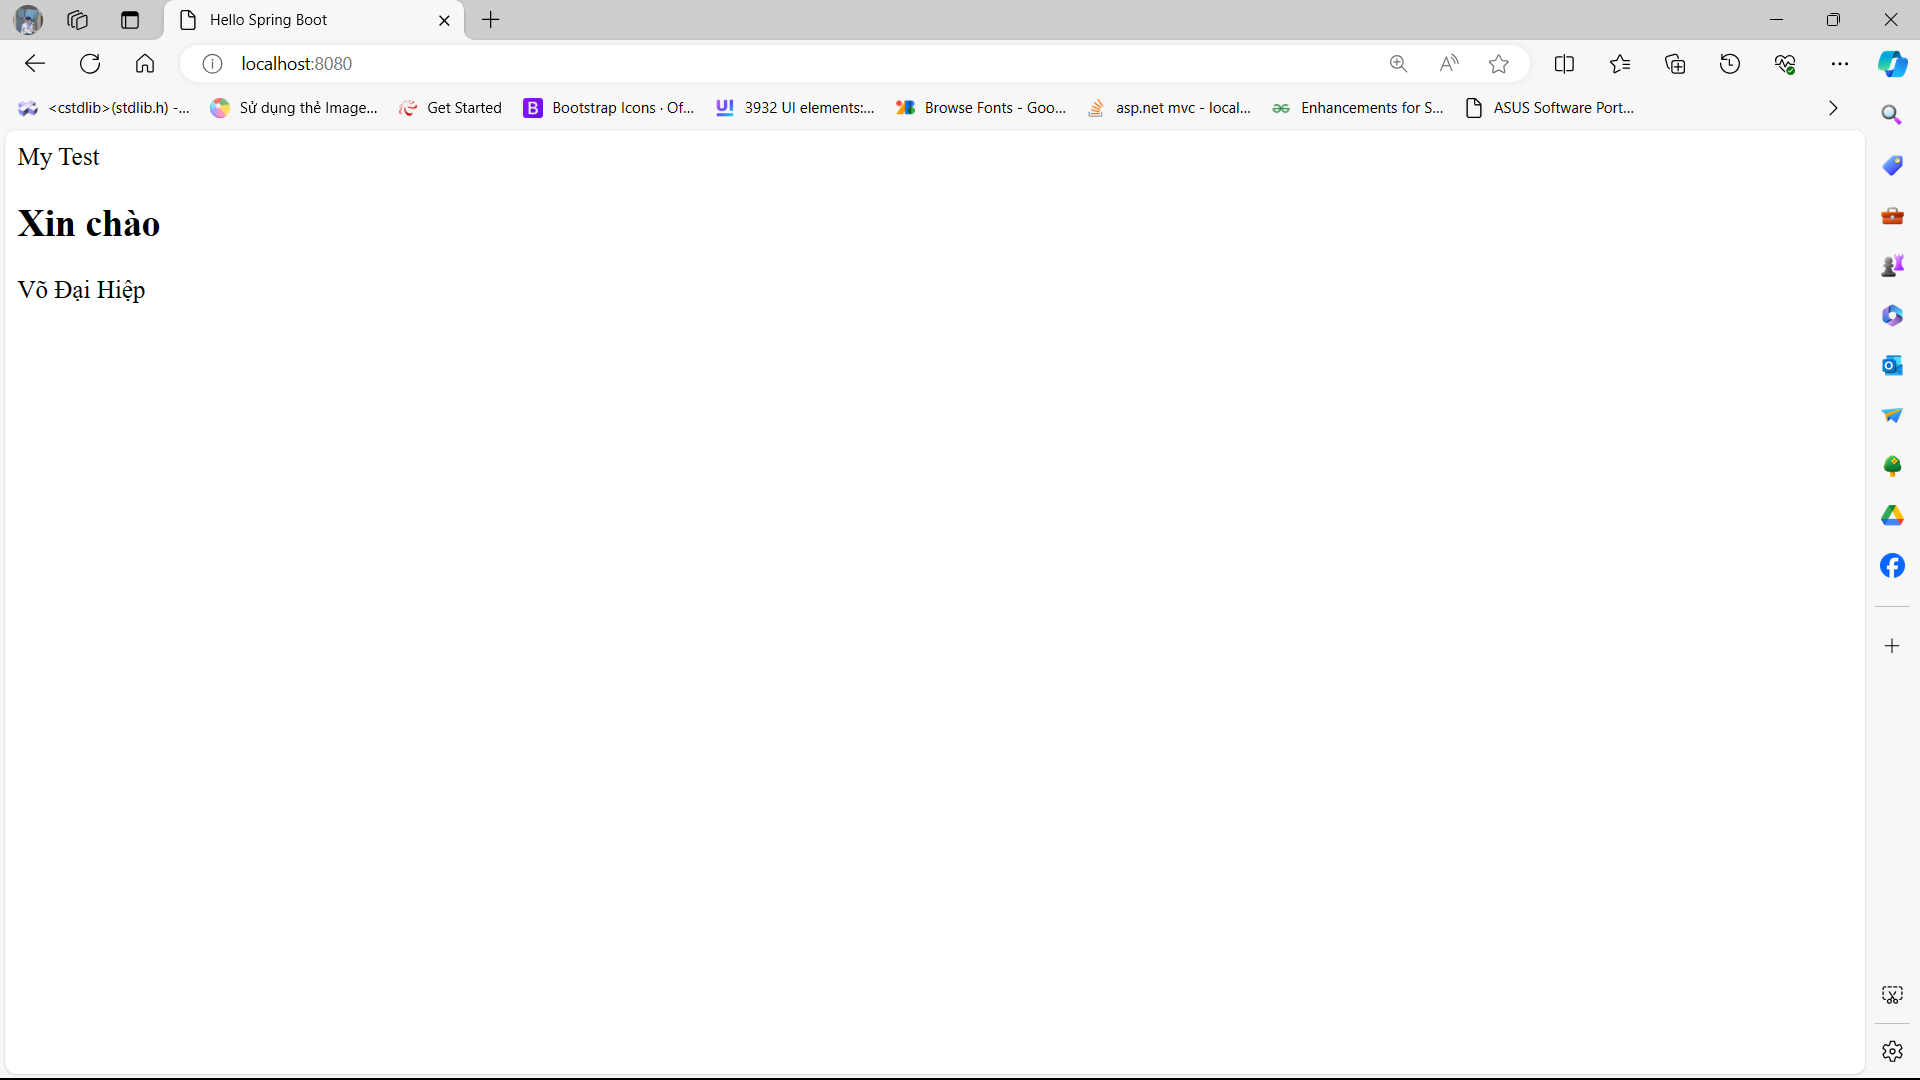 Hello Spring Boot
localhost:8080
<cstdlib>(stdlib.h) -... Sử dụng thẻ Image... Get Started Bootstrap Icons · Of... 3932 UI elements:... Browse Fonts - Goo... asp.net mvc - local... Enhancements for S... ASUS Software Port...
My Test
Xin chào
Võ Đại Hiệp